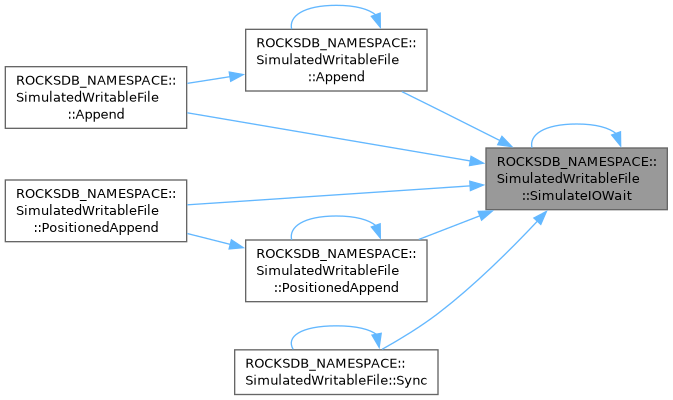 ROCKSDB_NAMESPACE::
SimulatedWritableFile
::Append
ROCKSDB_NAMESPACE::
SimulatedWritableFile
::Append
ROCKSDB_NAMESPACE::
SimulatedWritableFile
::SimulateIOWait
ROCKSDB_NAMESPACE::
SimulatedWritableFile
::PositionedAppend
ROCKSDB_NAMESPACE::
SimulatedWritableFile
::PositionedAppend
ROCKSDB_NAMESPACE::
SimulatedWritableFile::Sync